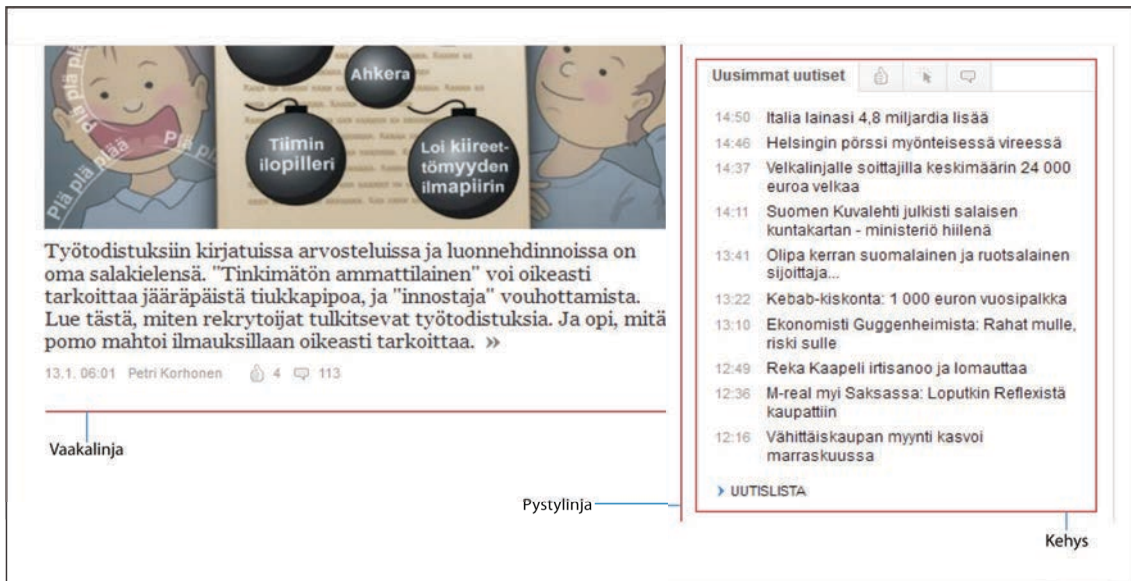 Plä plä plä
Plä plä plää
Plä plä
Ahkera
Tiimin
ilopilleri
Loi kiireet-
tömyyden
ilmapiirin
Työtodistuksiin kirjatuissa arvosteluissa ja luonnehdinnoissa on
oma salakielensä. "Tinkimätön ammattilainen" voi oikeasti
tarkoittaa jääräpäistä tiukkapipoa, ja "innostaja" vouhottamista.
Lue tästä, miten rekrytoijat tulkitsevat työtodistuksia. Ja opi, mitä
pomo mahtoi ilmauksillaan oikeasti tarkoittaa. »
13.1. 06:01 Petri Korhonen 4 113
Vaakalinja
Uusimmat uutiset
14:50 Italia lainasi 4,8 miljardia lisää
14:46 Helsingin pörssi myönteisessä vireessä
14:37 Velkalinjalle soittajilla keskimäärin 24 000
euroa velkaa
14:11 Suomen Kuvalehti julkisti salaisen
kuntakartan - ministeriö hiilenä
13:41 Olipa kerran suomalainen ja ruotsalainen
sijoittaja...
13:22 Kebab-kiskonta: 1 000 euron vuosipalkka
13:10 Ekonomisti Guggenheimista: Rahat mulle,
riski sulle
12:49 Reka Kaapeli irtisanoo ja lomauttaa
12:36 M-real myi Saksassa: Loputkin Reflexistä
kaupattiin
12:16 Vähittäiskaupan myynti kasvoi
marraskuussa
UUTISLISTA
Pystylinja
Kehys